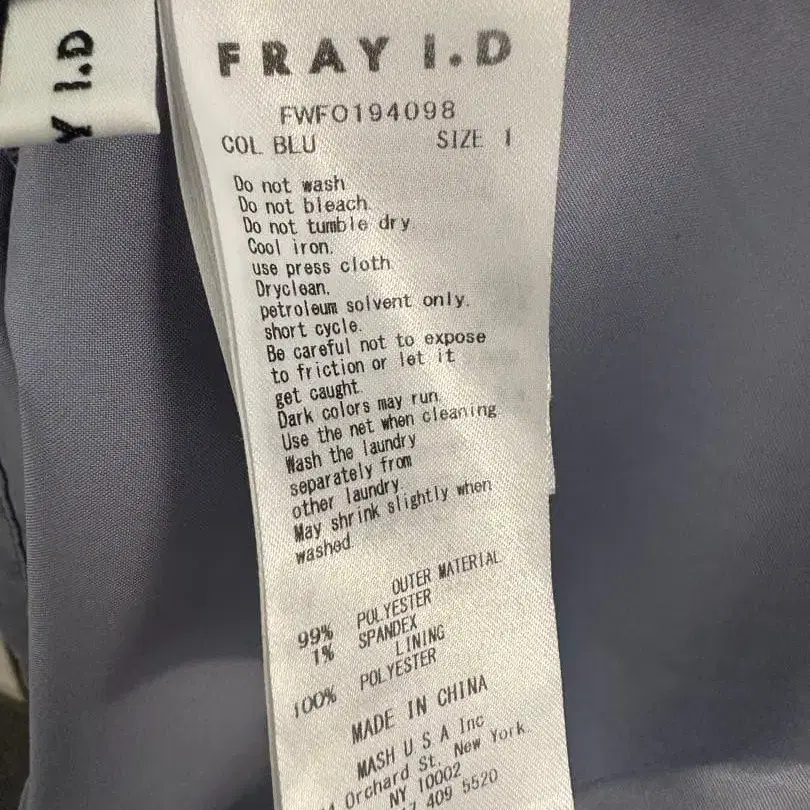 Y I.D
FRAY I.D
FWFO194098
COL BLU SIZE 1
Do not wash
Do not bleach.
Do not tumble dry
Cool iron.
use press cloth.
Dryclean.
petroleum solvent only.
short cycle.
Be careful not to expose
to friction or let it
get caught.
Dark colors may run
Use the net when cleaning
Wash the laundry
separately from
other laundry.
May shrink slightly when
washed.
OUTER MATERIAL
99% POLYESTER
1% SPANDEX
LINING
100% POLYESTER
MADE IN CHINA
MASH U S A Inc
Orchard St. New York
NY 10002
409 5520